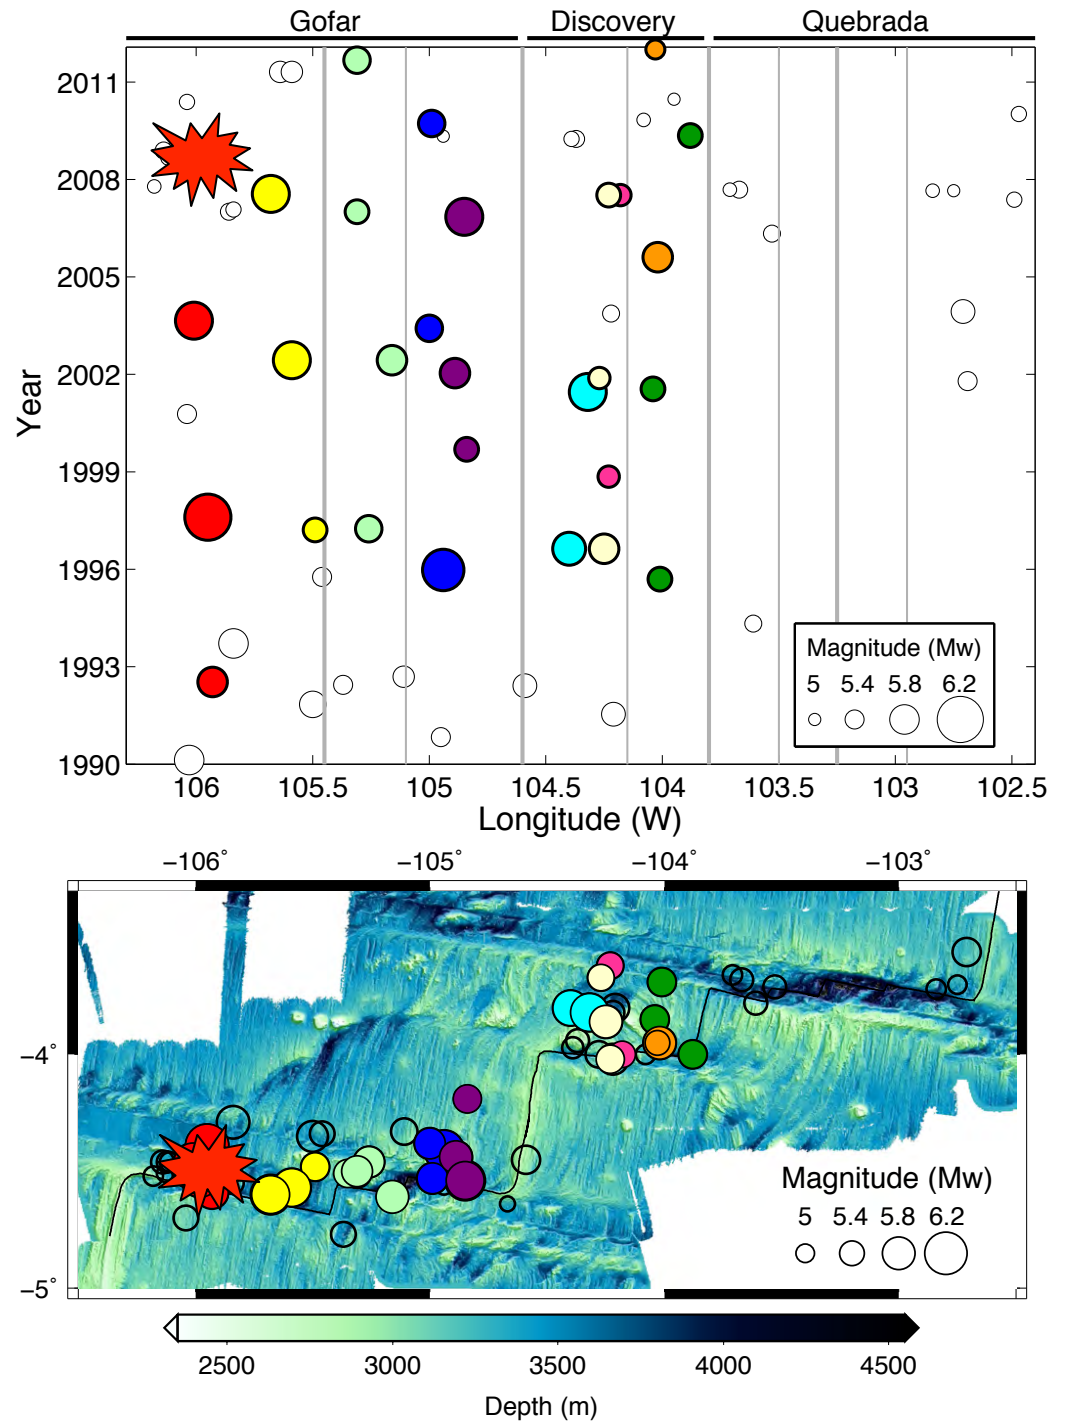 Gofar Discovery Quebrada
2011
2008
2005
2002
1999
1996
1993
1990
Year
Magnitude (Mw)
5 5.4 5.8 6.2
106 105.5 105 104.5 104 103.5 103 102.5
Longitude (W)
−106˚ −105˚ −104˚ −103˚
−4˚
−5˚
Magnitude (Mw)
5 5.4 5.8 6.2
2500 3000 3500 4000 4500
Depth (m)